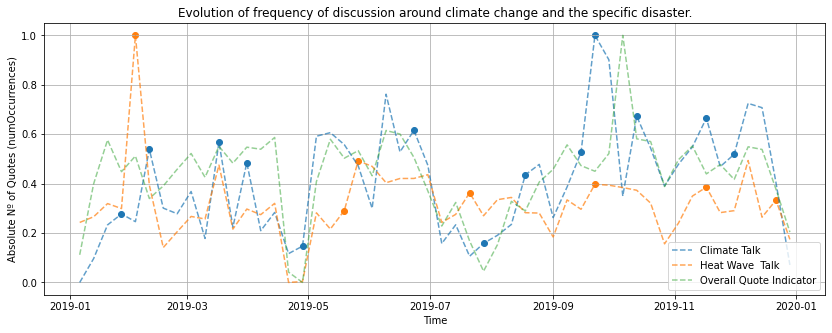 Evolution of frequency of discussion around climate change and the specific disaster.
Absolute Nº of Quotes (numOccurrences)
1.0
0.8
0.6
0.4
0.2
0.0
2019-01 2019-03 2019-05 2019-07 2019-09 2019-11 2020-01
Time
Climate Talk
Heat Wave  Talk
Overall Quote Indicator